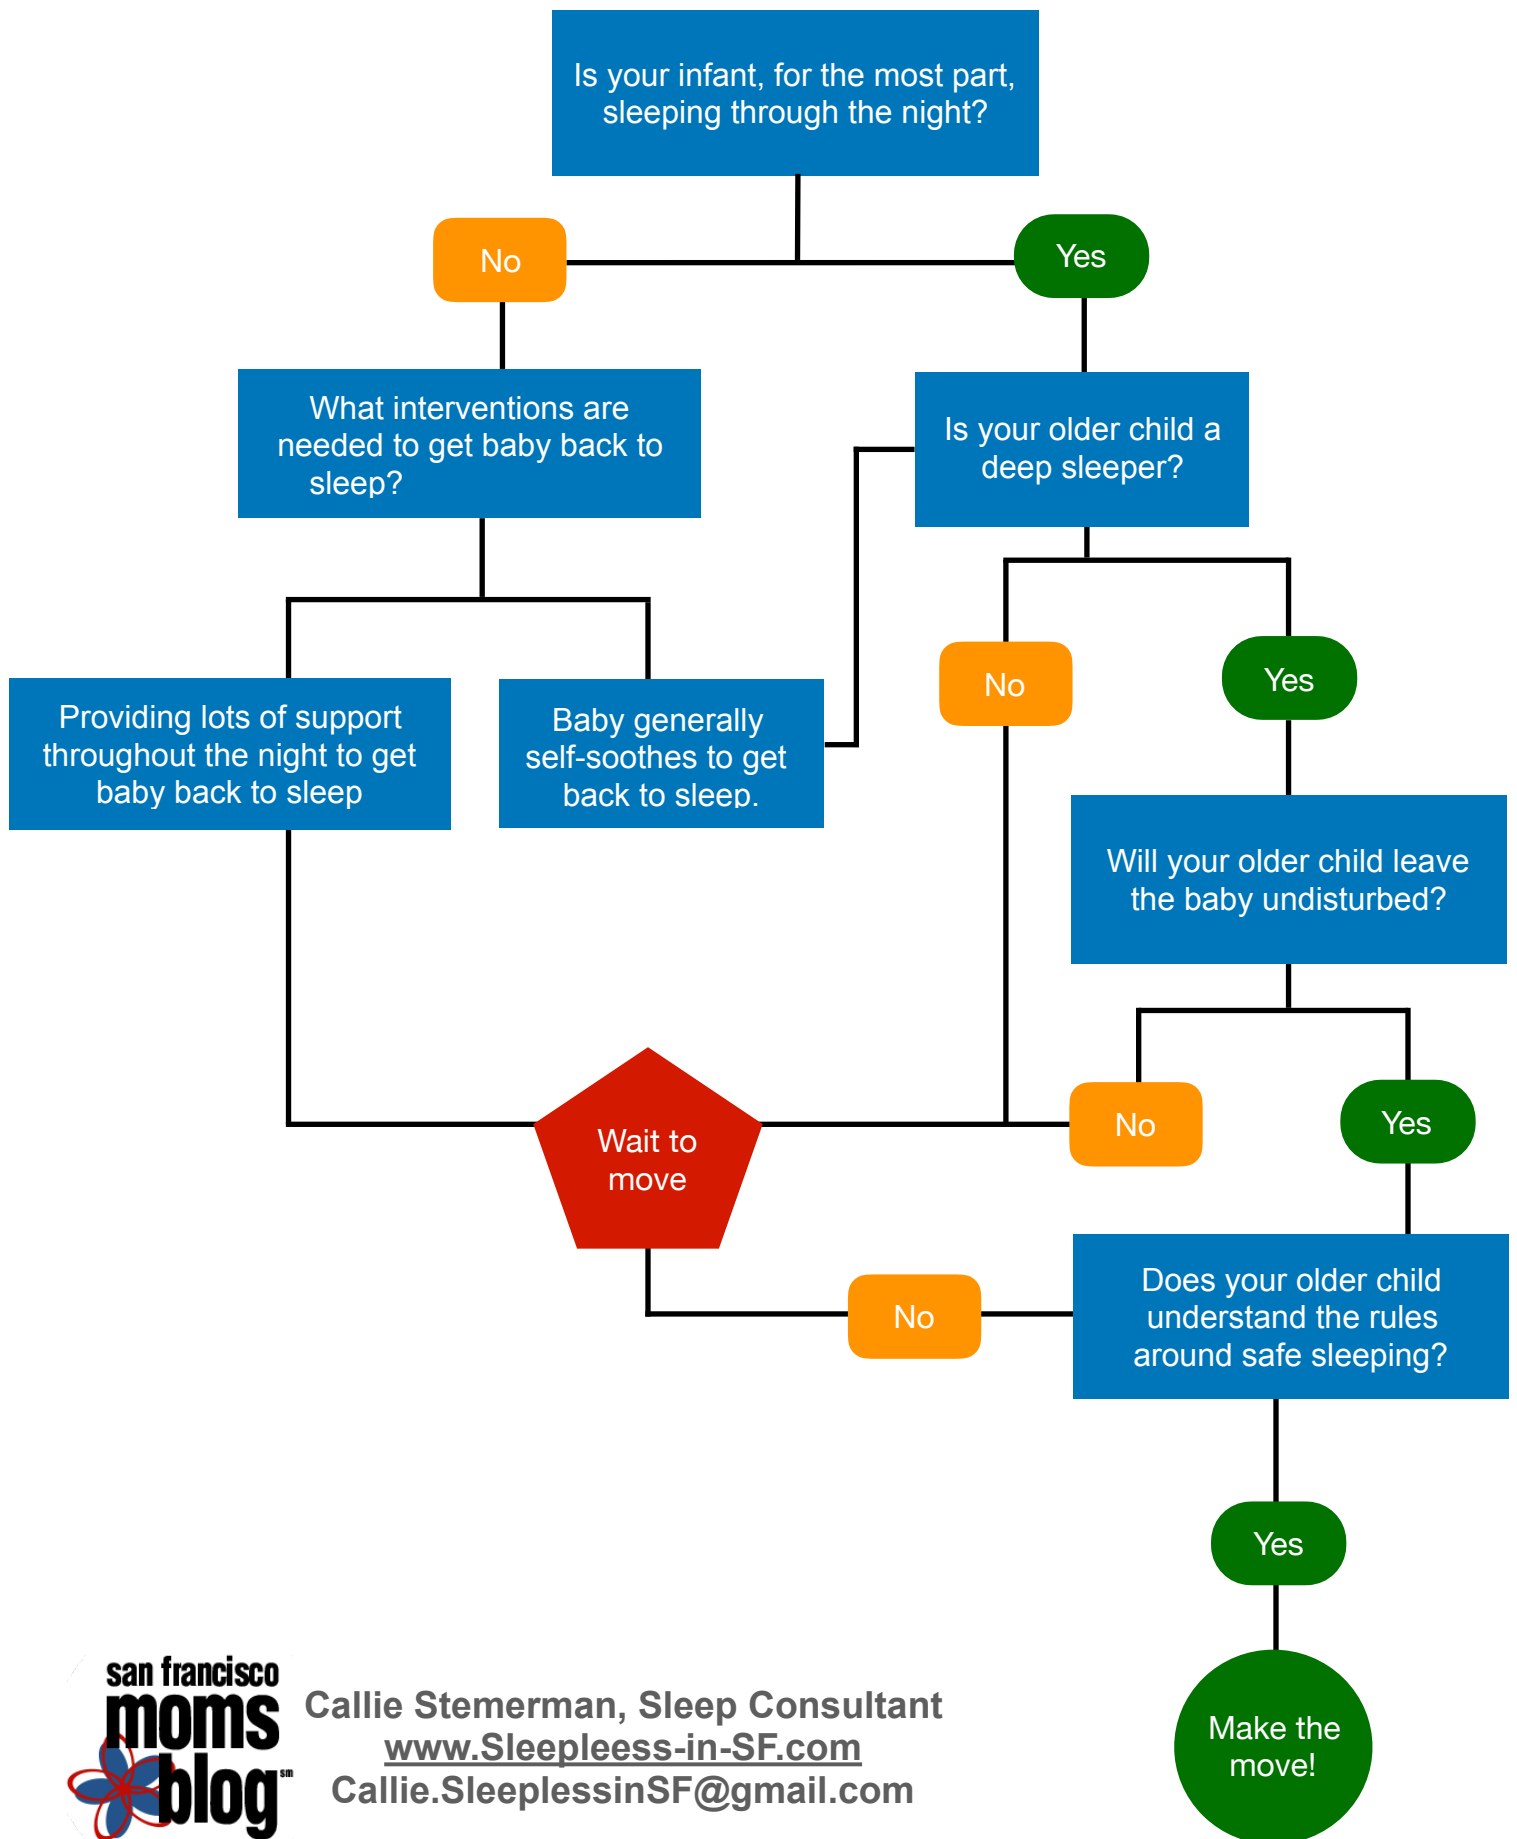 Is your infant, for the most part,
sleeping through the night?
No
Yes
What interventions are
needed to get baby back to
sleep?
Is your older child a
deep sleeper?
No
Yes
Providing lots of support
throughout the night to get
baby back to sleep
Baby generally
self-soothes to get
back to sleep.
Will your older child leave
the baby undisturbed?
Wait to
move
No
Yes
Does your older child
understand the rules
around safe sleeping?
No
Yes
Make the
move!
san francisco
moms
blog℠
Callie Stemerman, Sleep Consultant
www.Sleepleess-in-SF.com
Callie.SleeplessinSF@gmail.com